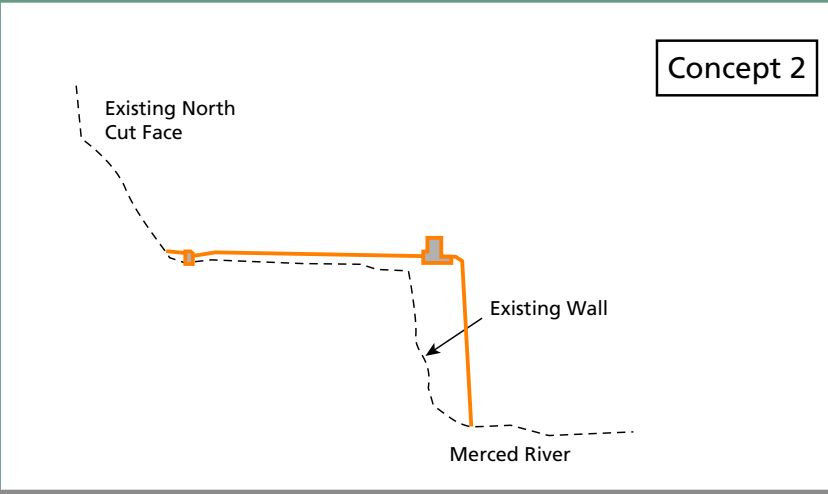 Concept 2
Existing North
Cut Face
Existing Wall
Merced River